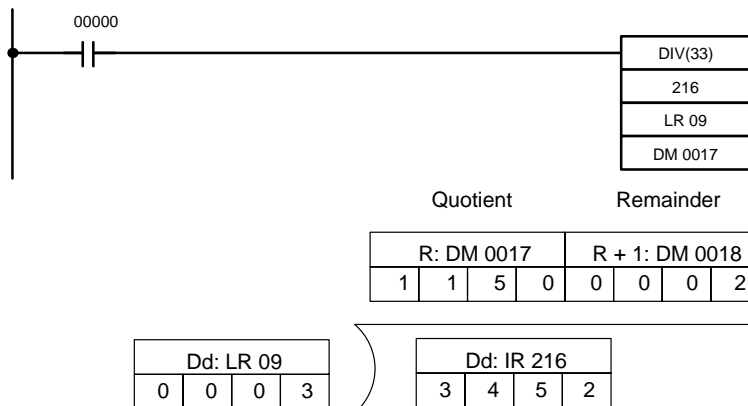 00000
DIV(33)
216
LR 09
DM 0017
Quotient Remainder
R: DM 0017 R + 1: DM 0018
1 1 5 0 0 0 0 2
Dd: LR 09 Dd: IR 216
0 0 0 3 3 4 5 2